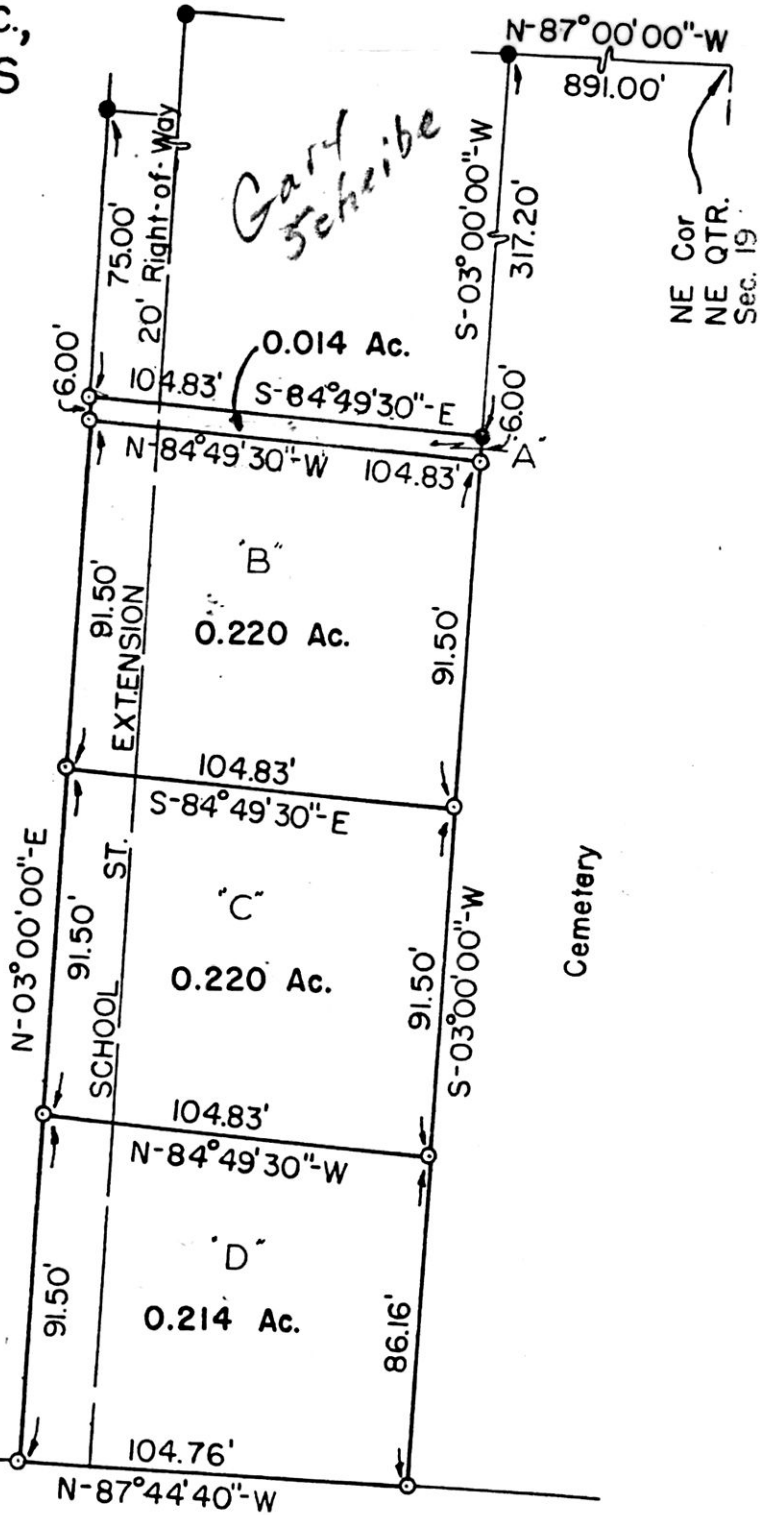 C.,
S
N-87°00'00"-W
891.00'
NE Cor
NE QTR.
Sec. 19
Gary
Scheibe
75.00'
20' Right-of-Way
S-03°00'00"-W
317.20'
6.00'
0.014 Ac.
104.83'
S-84°49'30"-E
6.00'
"A"
N-84°49'30"-W
104.83'
"B"
0.220 Ac.
91.50'
91.50'
EXTENSION
104.83'
S-84°49'30"-E
N-03°00'00"-E
91.50'
SCHOOL ST.
"C"
0.220 Ac.
91.50'
S-03°00'00"-W
Cemetery
104.83'
N-84°49'30"-W
"D"
0.214 Ac.
91.50'
86.16'
104.76'
N-87°44'40"-W